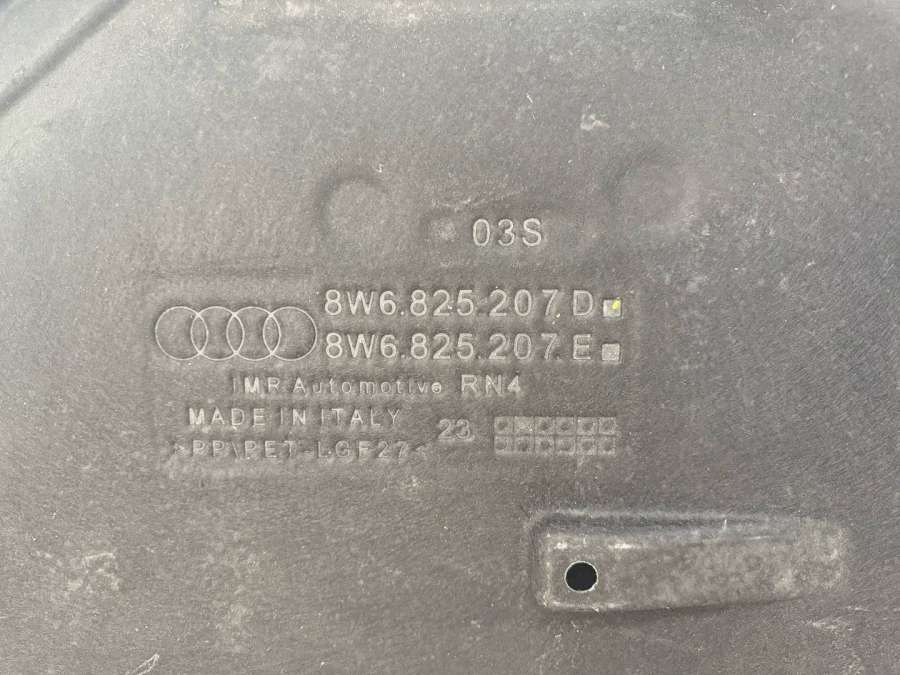 03S
8W6.825.207.D
8W6.825.207.E
IMR Automotive RN4
MADE IN ITALY
23
>PP\PET-LGF27<